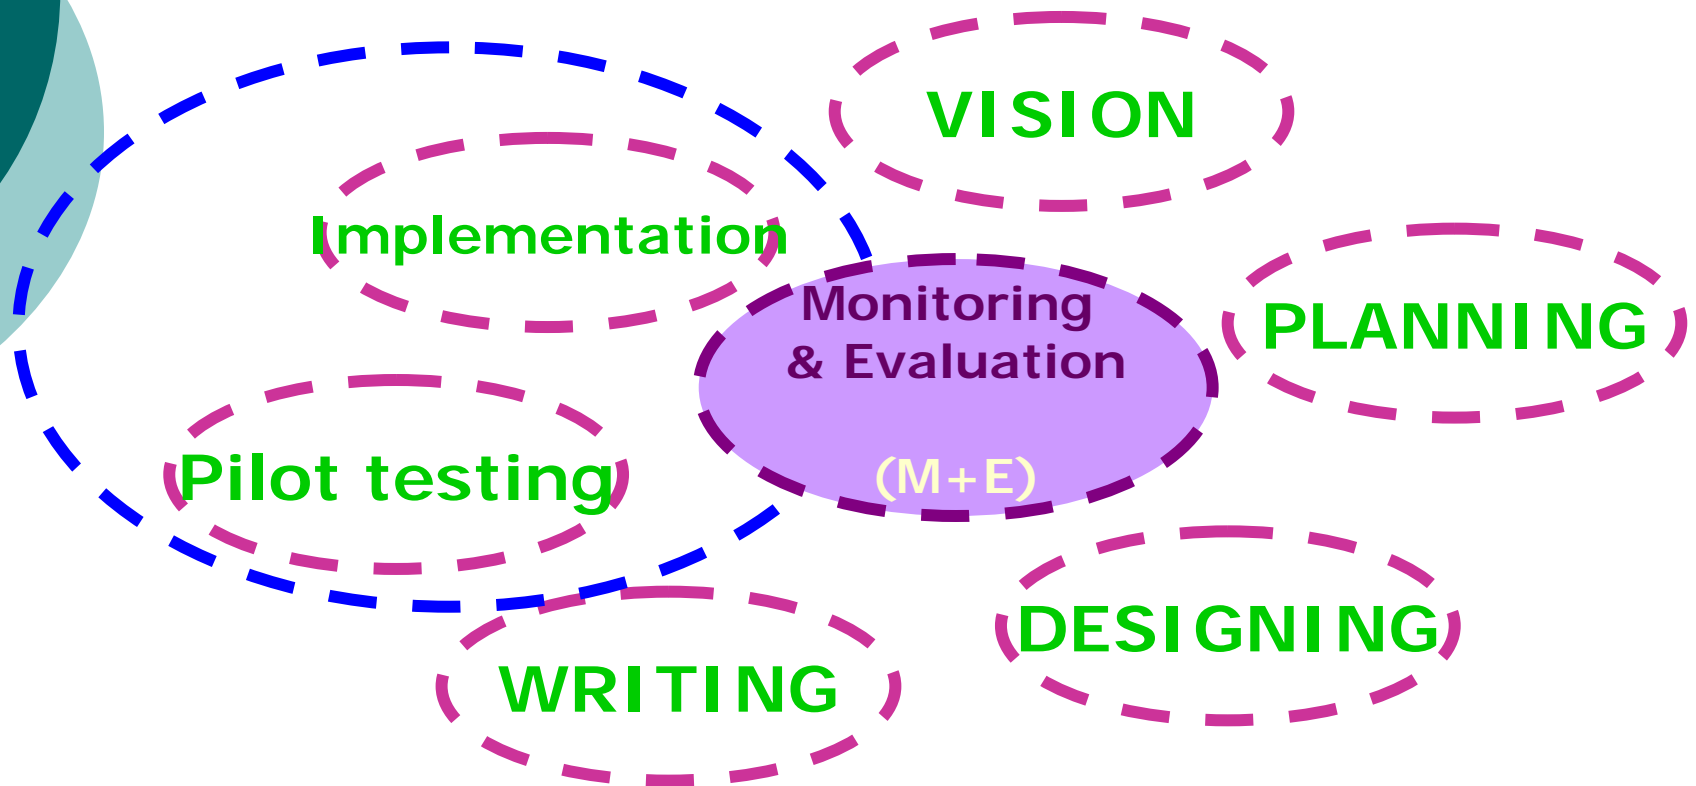 VISION
Implementation
Monitoring
& Evaluation
(M+E)
PLANNING
Pilot testing
DESIGNING
WRITING